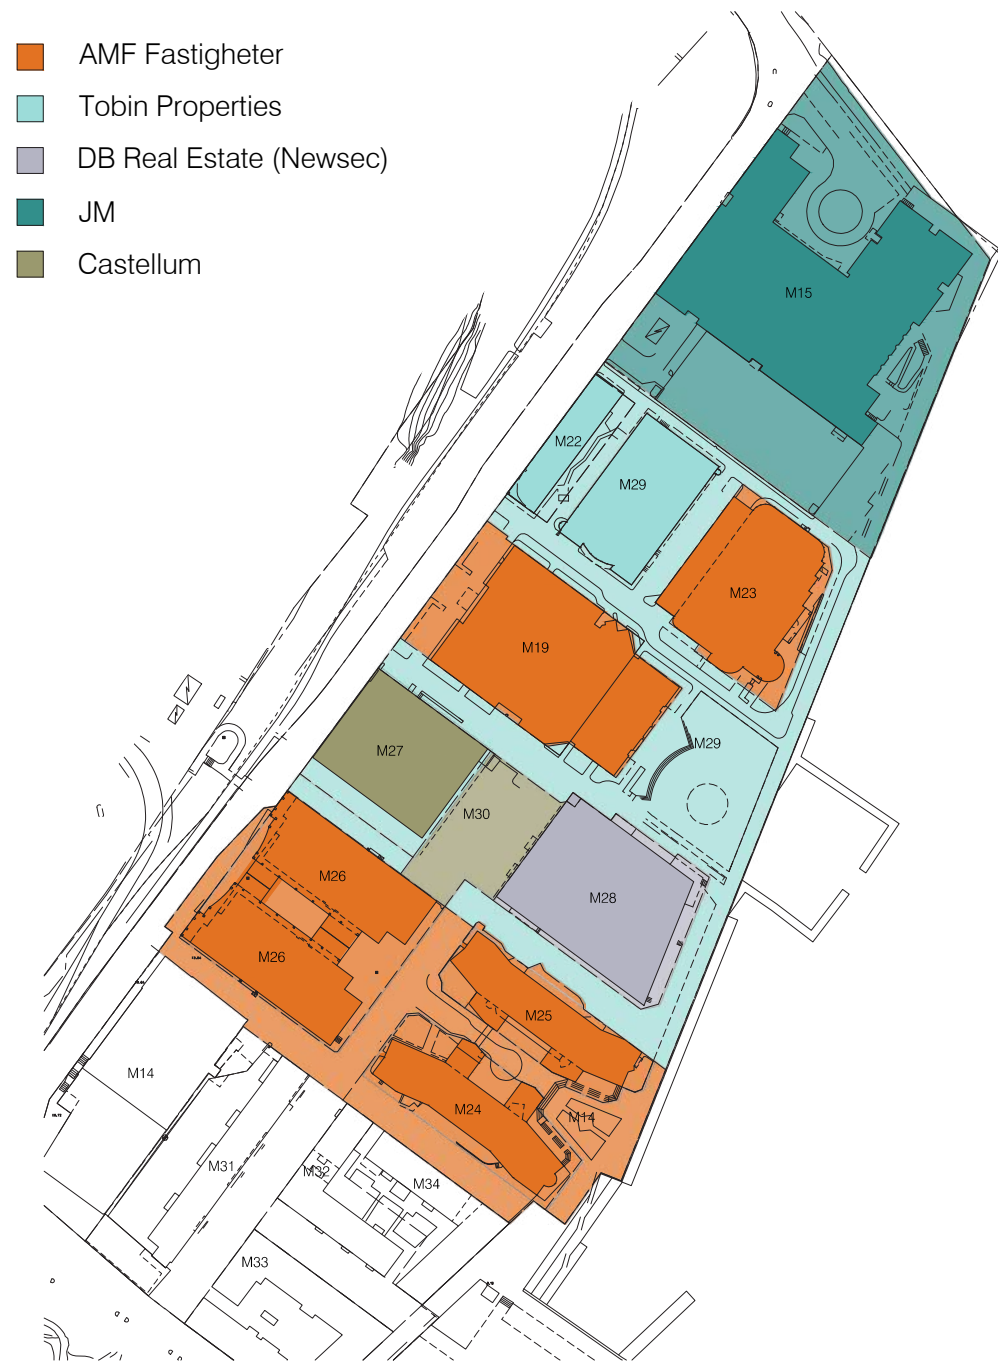 AMF Fastigheter
Tobin Properties
DB Real Estate (Newsec)
JM
Castellum
M15
M22
M29
M23
M19
M29
M27
M30
M26
M28
M26
M25
M14
M24
M14
M31
M32
M34
M33